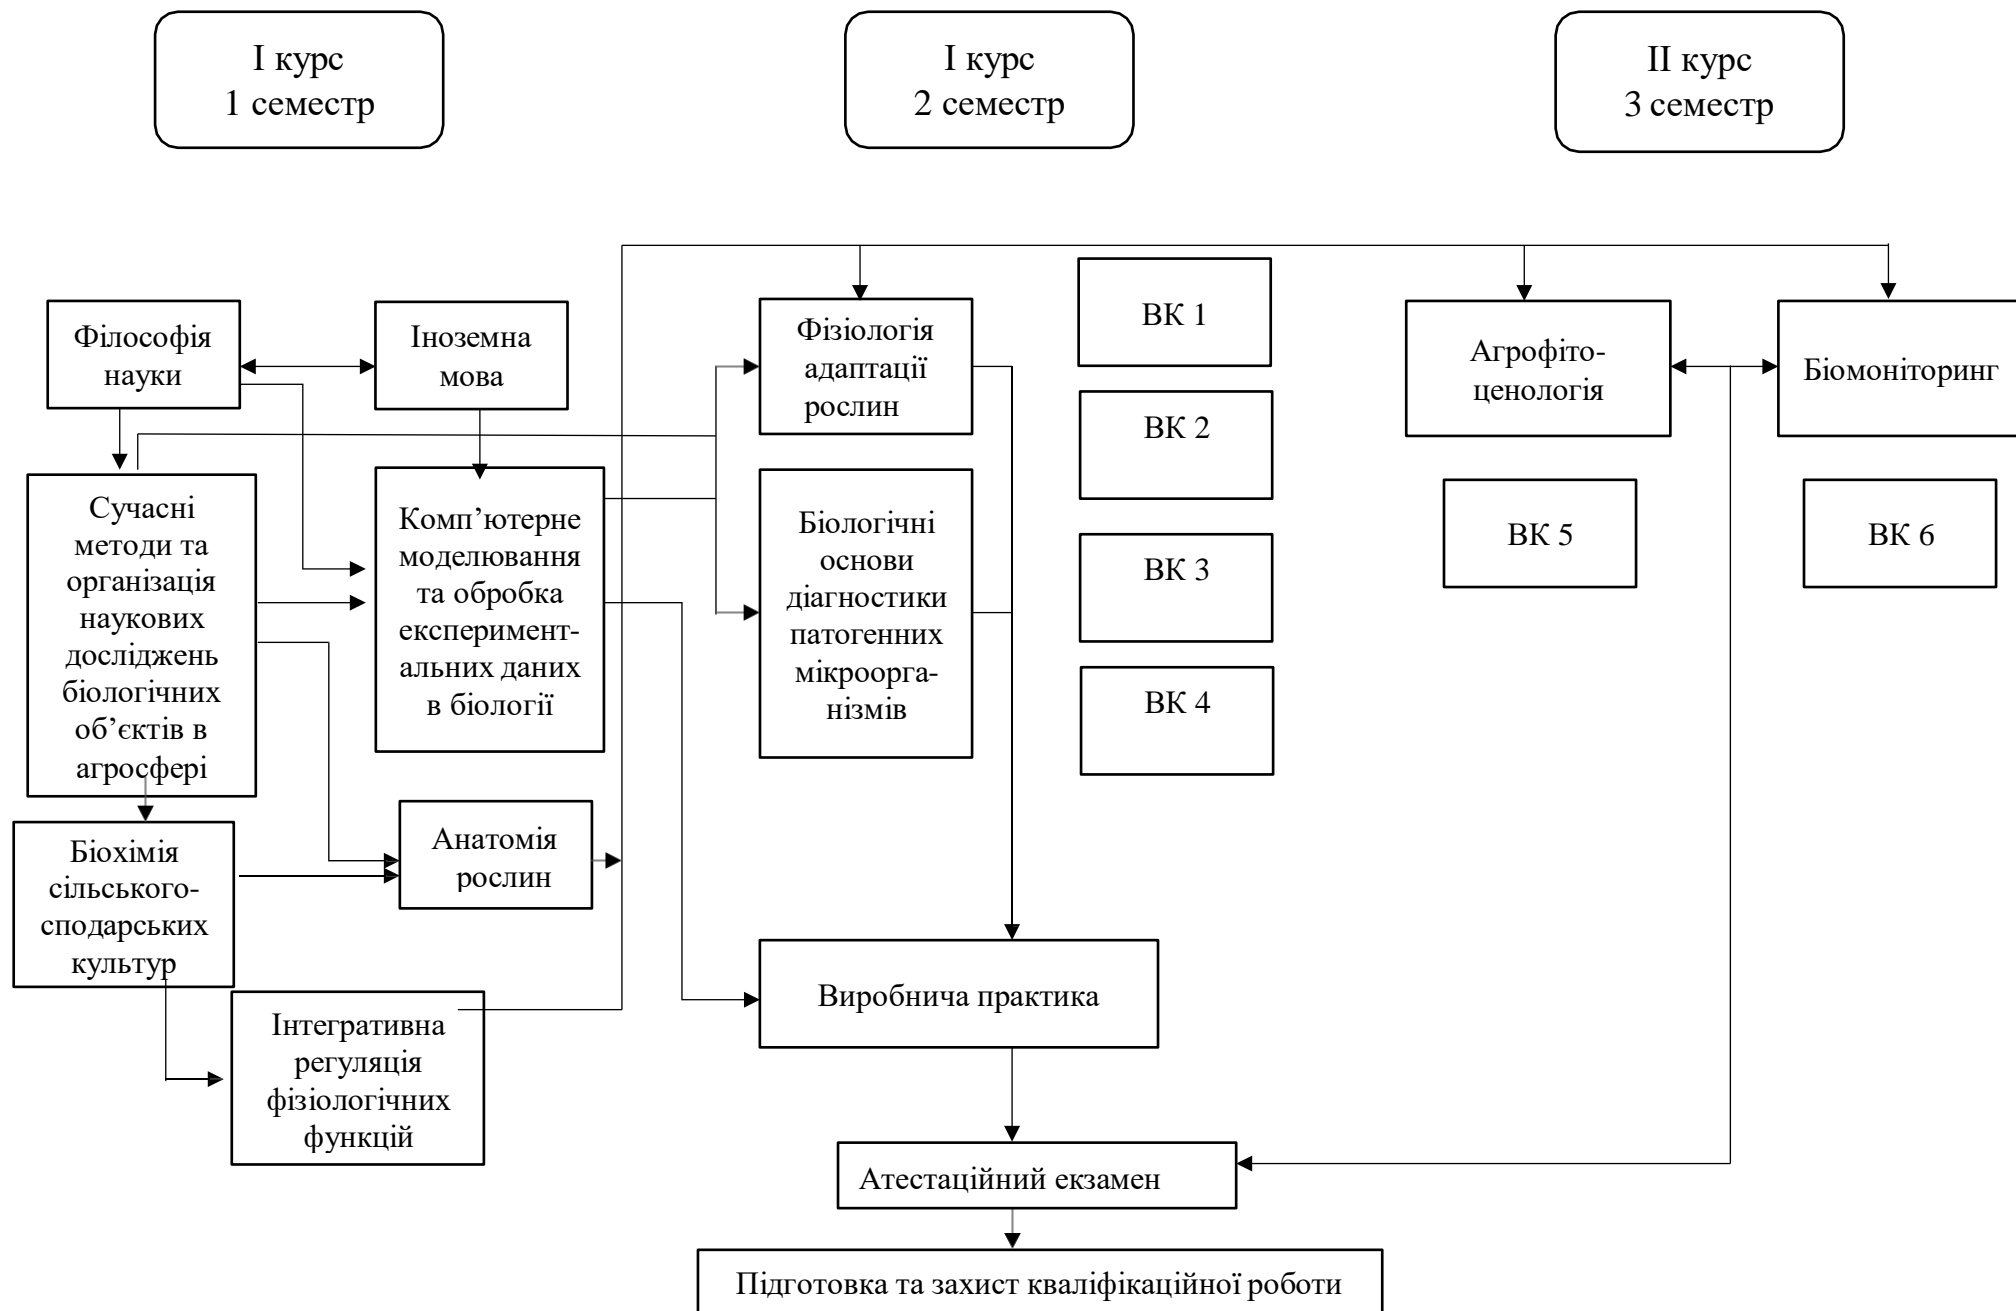 І курс
1 семестр
І курс
2 семестр
ІІ курс
3 семестр
Філософія
науки
Іноземна
мова
Фізіологія
адаптації
рослин
ВК 1
Агрофіто-
ценологія
Біомоніторинг
ВК 2
Сучасні
методи та
організація
наукових
досліджень
біологічних
об’єктів в
агросфері
Комп’ютерне
моделювання
та обробка
експеримент-
альних даних
в біології
Біологічні
основи
діагностики
патогенних
мікроорга-
нізмів
ВК 3
ВК 4
ВК 5
ВК 6
Біохімія
сільського-
сподарських
культур
Анатомія
рослин
Інтегративна
регуляція
фізіологічних
функцій
Виробнича практика
Атестаційний екзамен
Підготовка та захист кваліфікаційної роботи